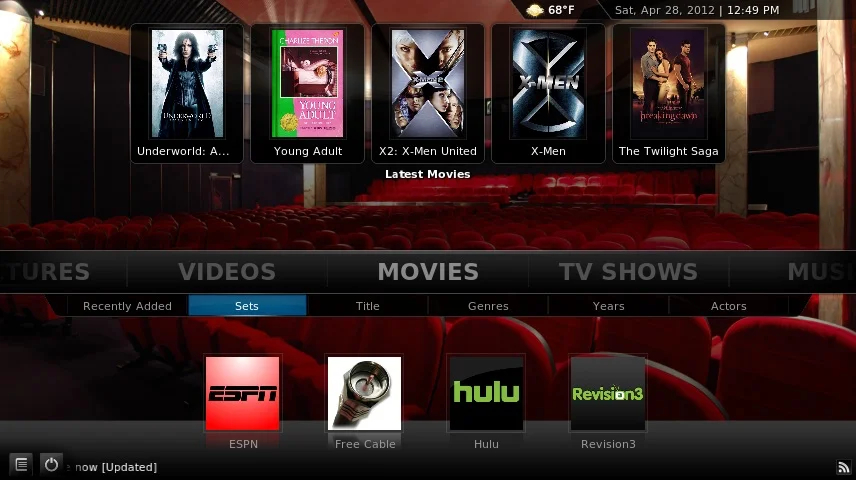 68°F
Sat, Apr 28, 2012 | 12:49 PM
UNDERWORLD
CHARLIZE THERON
YOUNG
ADULT
X-MEN
breaking dawn
Underworld: A...
Young Adult
X2: X-Men United
X-Men
The Twilight Saga
Latest Movies
TURES
VIDEOS
MOVIES
TV SHOWS
MUSI
Recently Added
Sets
Title
Genres
Years
Actors
ESPN
hulu
Revision3
ESPN
Free Cable
Hulu
Revision3
now [Updated]